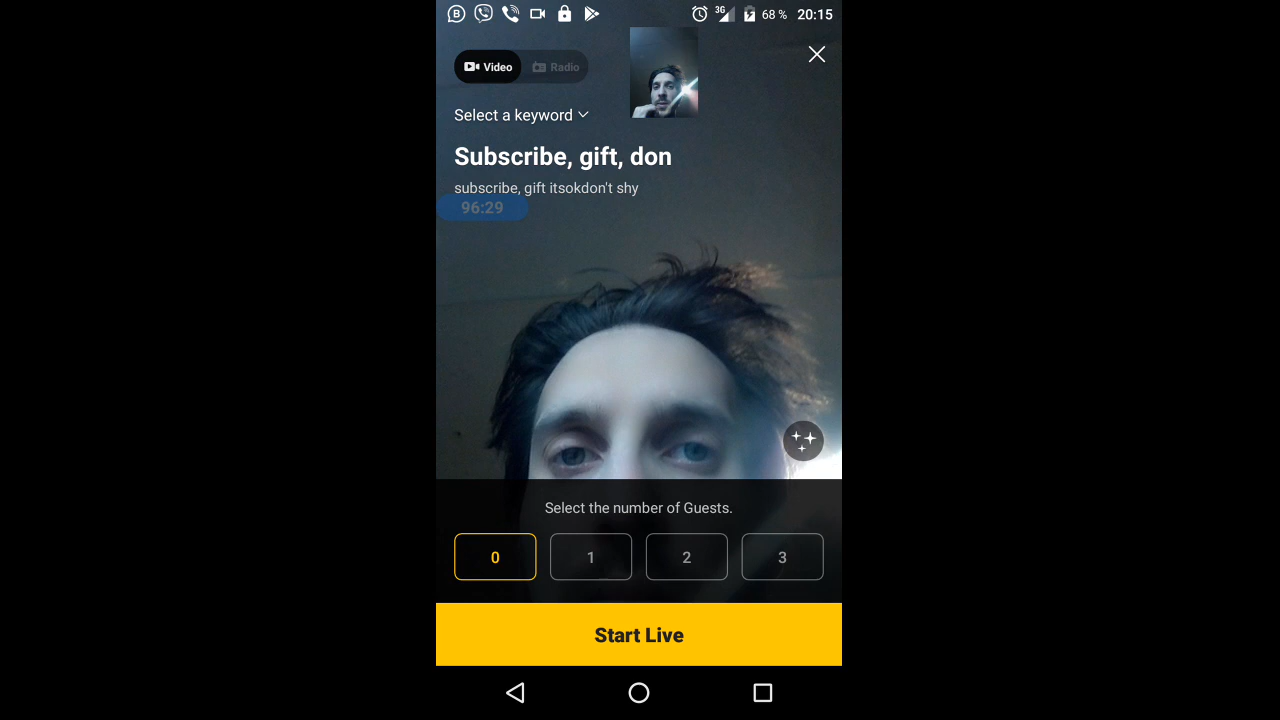 3G 68 % 20:15
Video Radio
Select a keyword
Subscribe, gift, don
subscribe, gift itsokdon't shy
96:29
Select the number of Guests.
0 1 2 3
Start Live